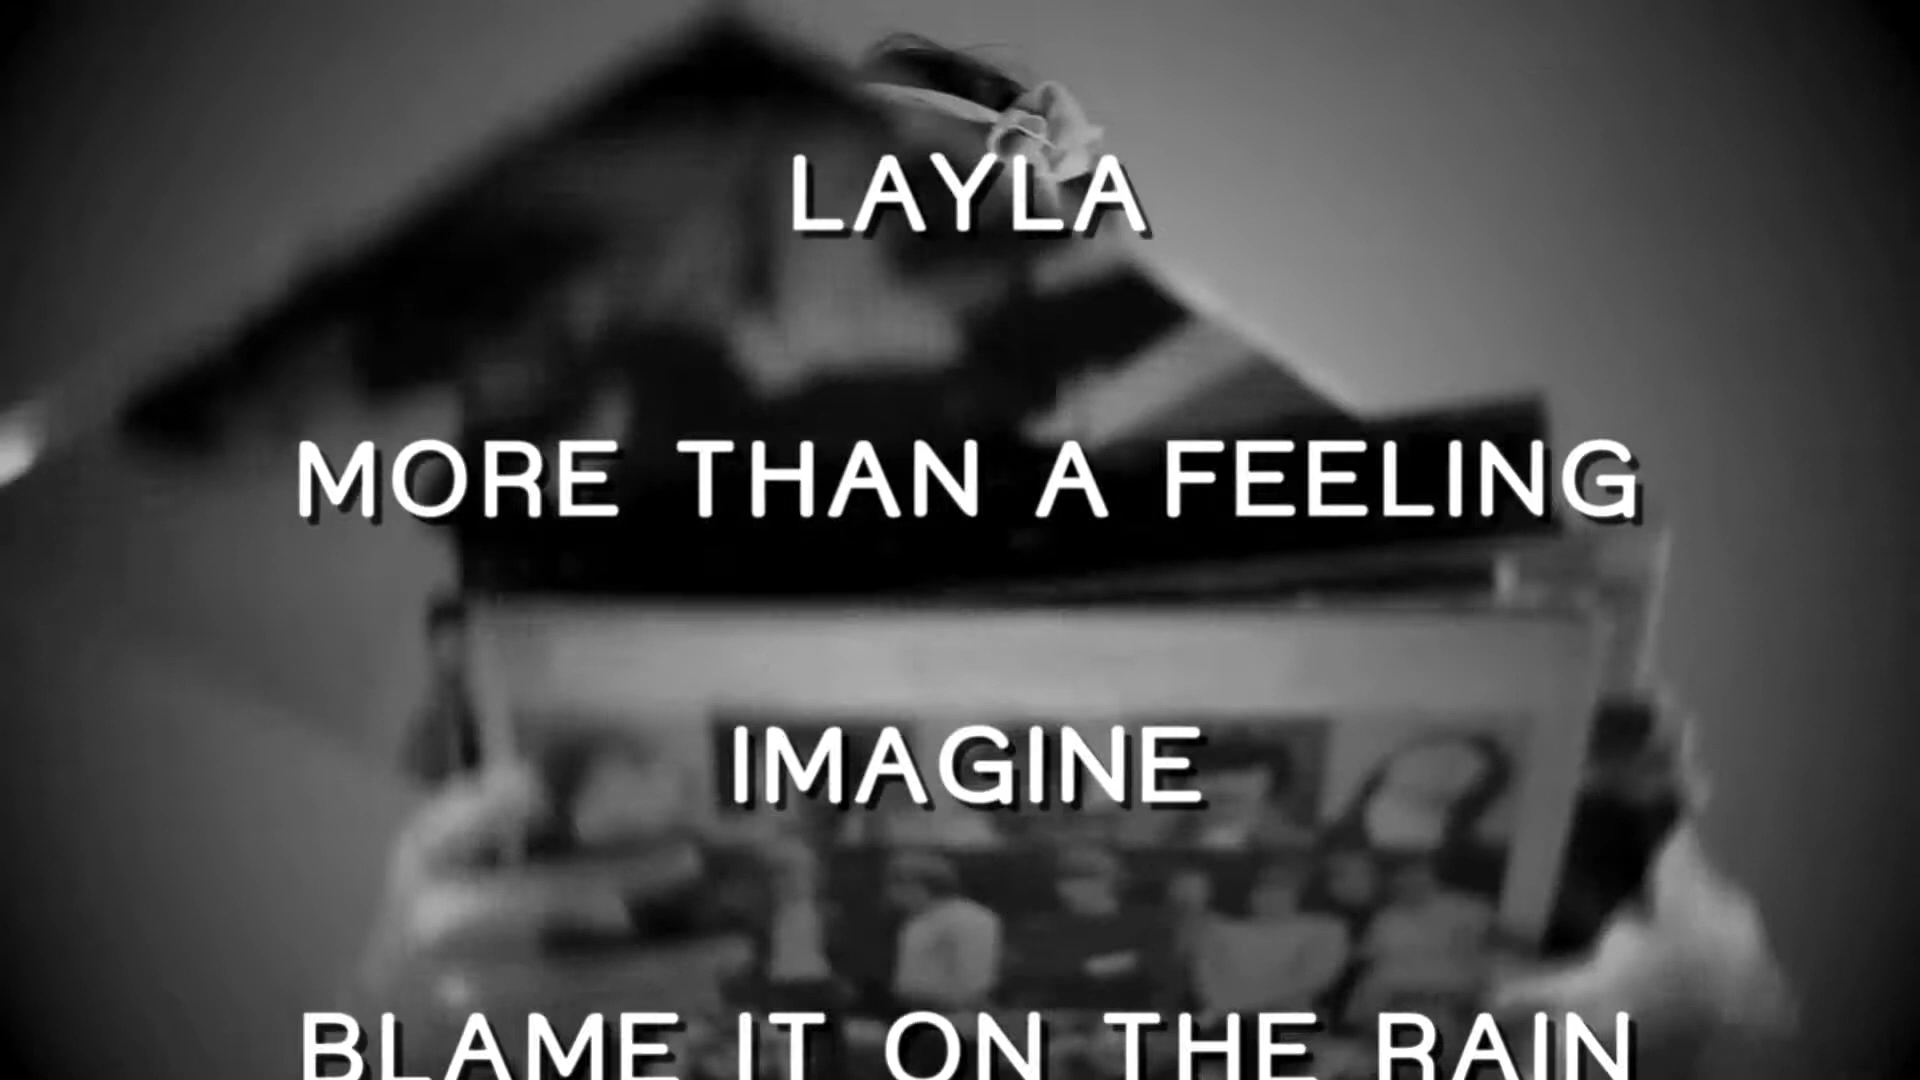 LAYLA
MORE THAN A FEELING
IMAGINE
BLAME IT ON THE RAIN